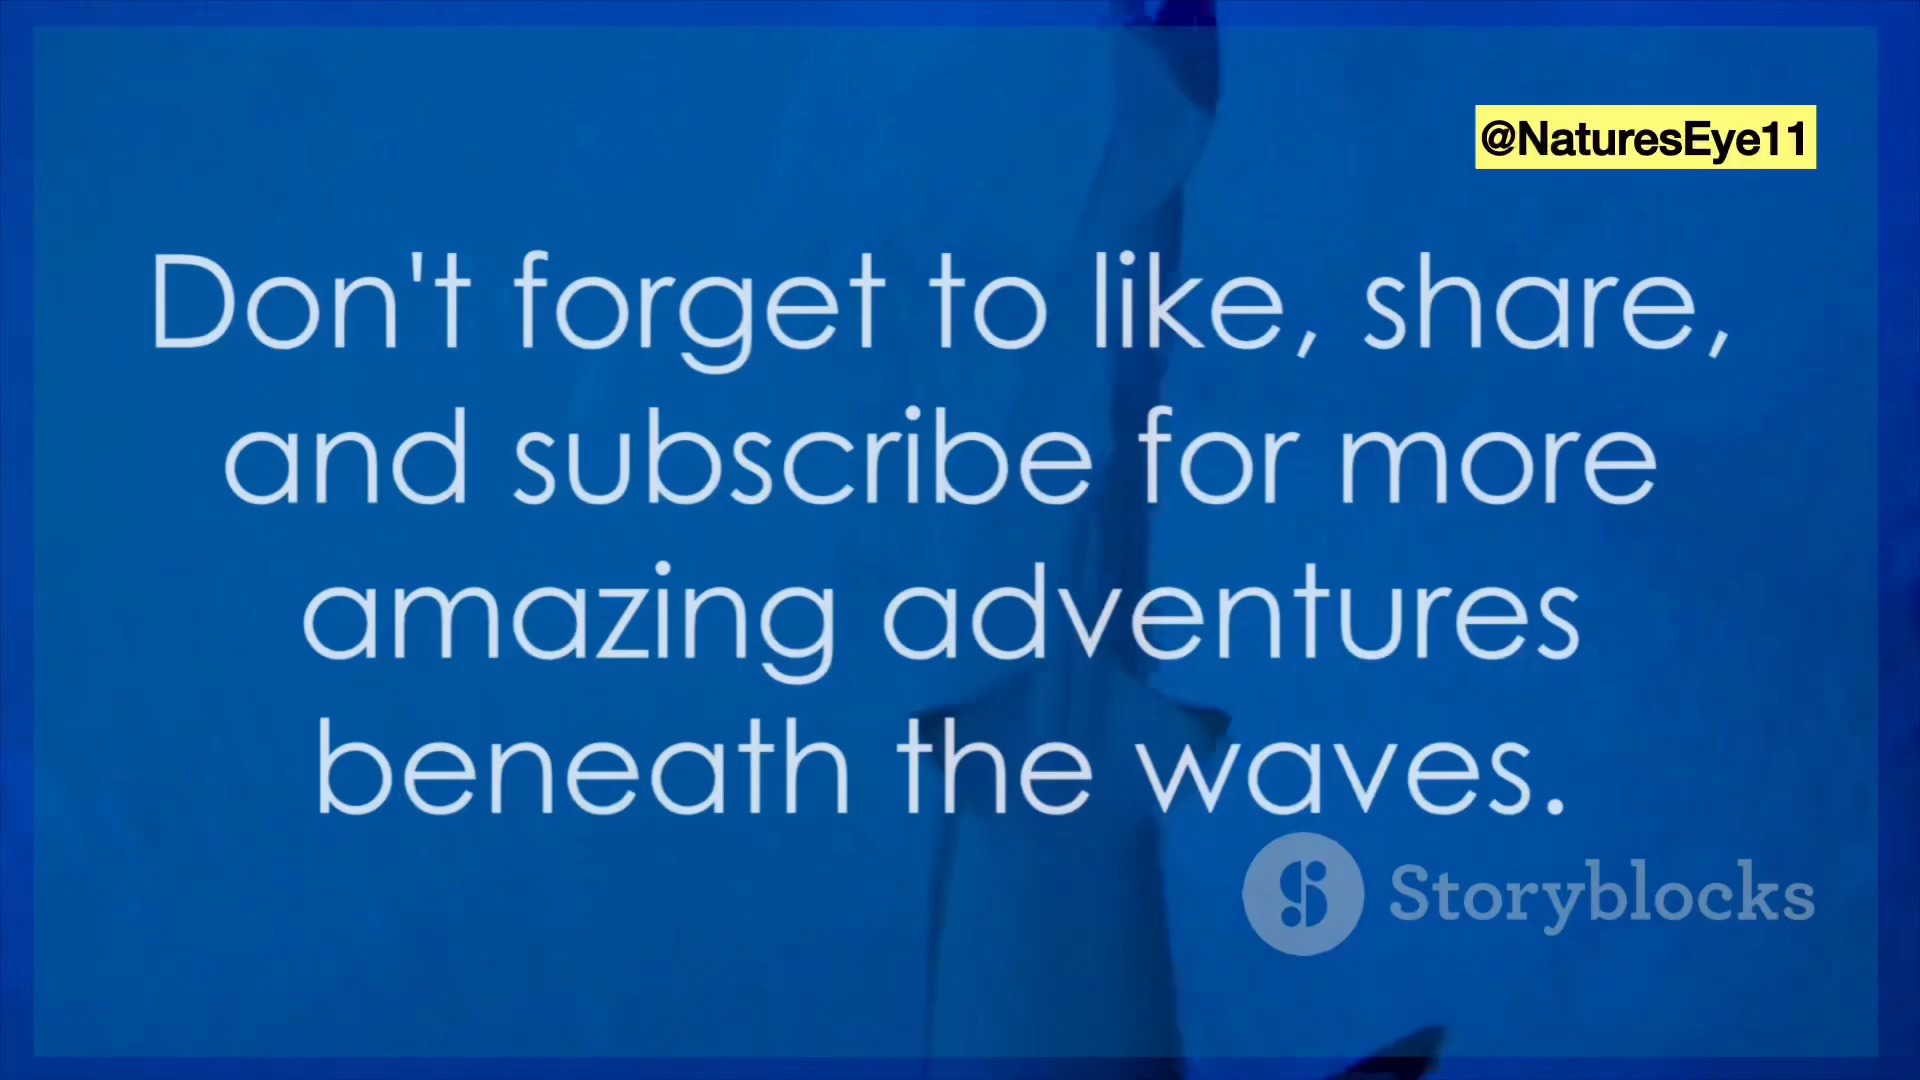 @NaturesEye11
Don't forget to like, share,
and subscribe for more
amazing adventures
beneath the waves.
Storyblocks